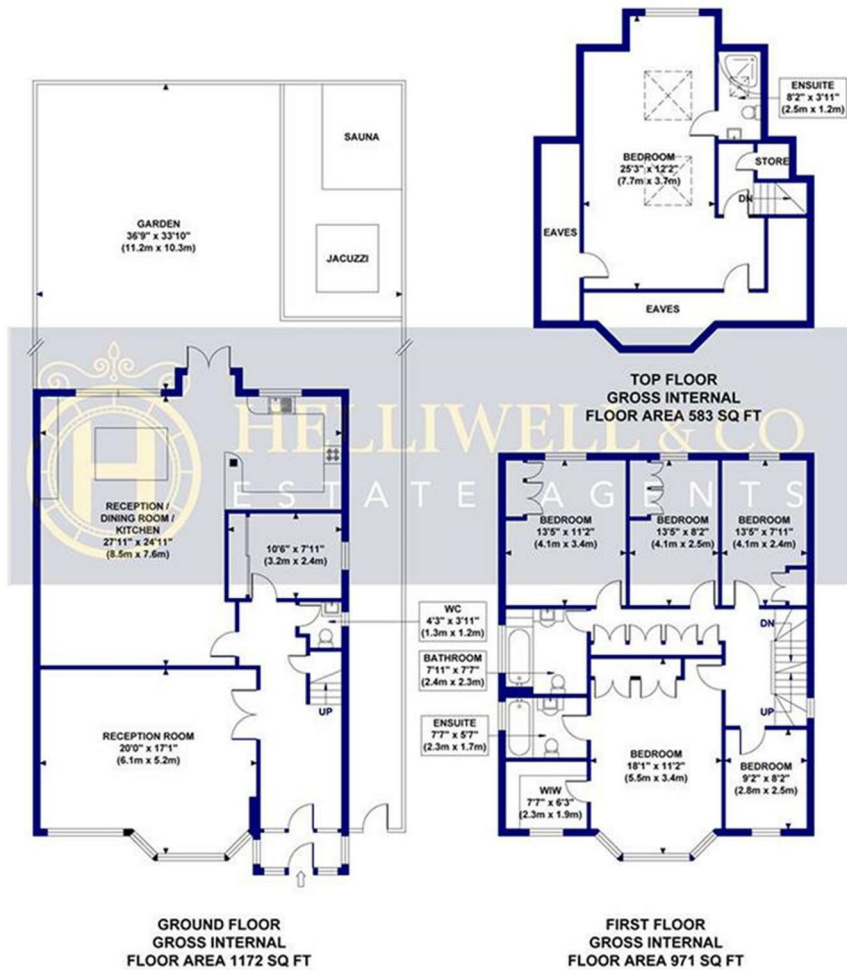 SAUNA
GARDEN
36'9" x 33'10"
(11.2m x 10.3m)
JACUZZI
ENSUITE
8'2" x 3'11"
(2.5m x 1.2m)
BEDROOM
25'3" x 12'2"
(7.7m x 3.7m)
STORE
DN
EAVES
EAVES
TOP FLOOR
GROSS INTERNAL
FLOOR AREA 583 SQ FT
H
HELLIWELL & CO
ESTATE AGENTS
RECEPTION /
DINING ROOM /
KITCHEN
27'11" x 24'11"
(8.5m x 7.6m)
10'6" x 7'11"
(3.2m x 2.4m)
WC
4'3" x 3'11"
(1.3m x 1.2m)
UP
RECEPTION ROOM
20'0" x 17'1"
(6.1m x 5.2m)
GROUND FLOOR
GROSS INTERNAL
FLOOR AREA 1172 SQ FT
BEDROOM
13'5" x 11'2"
(4.1m x 3.4m)
BEDROOM
13'5" x 8'2"
(4.1m x 2.5m)
BEDROOM
13'5" x 7'11"
(4.1m x 2.4m)
BATHROOM
7'11" x 7'7"
(2.4m x 2.3m)
DN
UP
ENSUITE
7'7" x 5'7"
(2.3m x 1.7m)
BEDROOM
18'1" x 11'2"
(5.5m x 3.4m)
BEDROOM
9'2" x 8'2"
(2.8m x 2.5m)
WIW
7'7" x 6'3"
(2.3m x 1.9m)
FIRST FLOOR
GROSS INTERNAL
FLOOR AREA 971 SQ FT